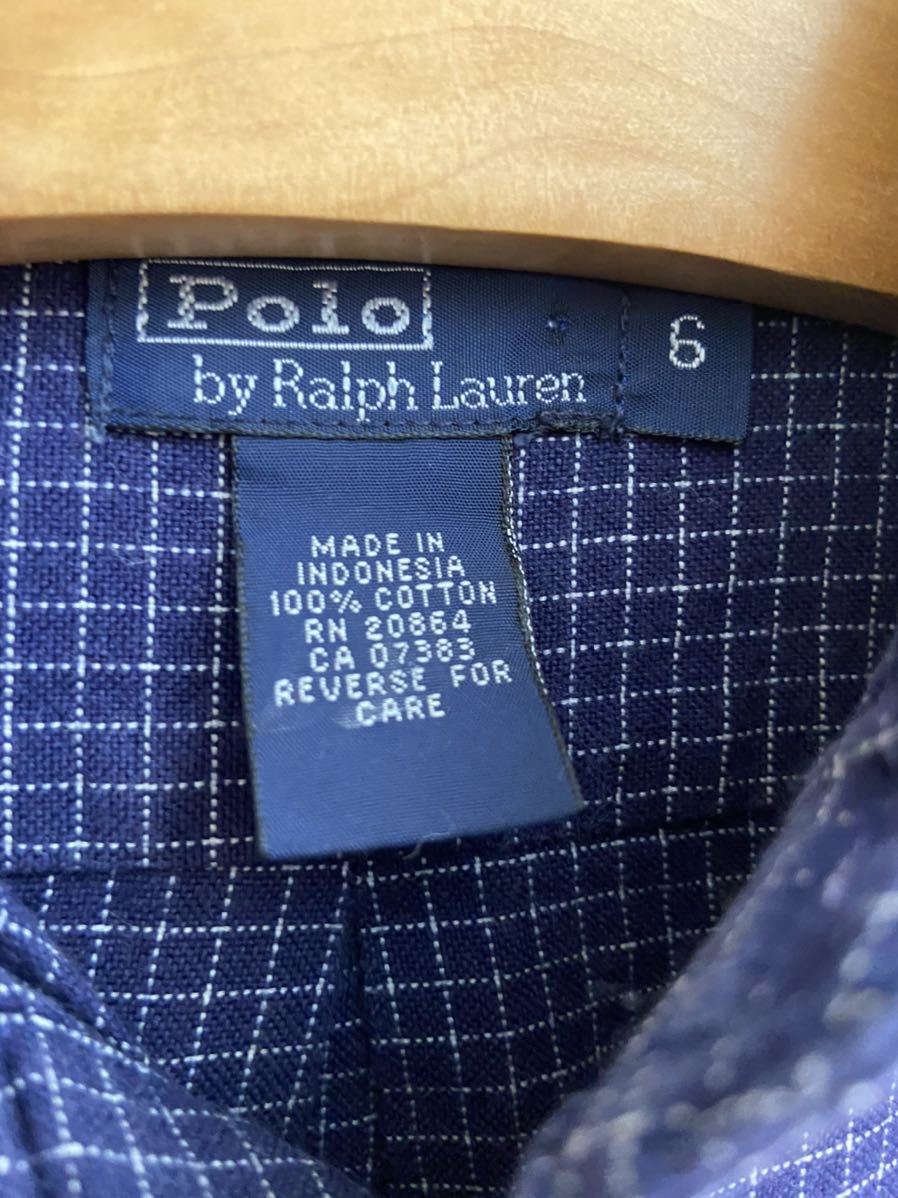 Polo
by Ralph Lauren
6
MADE IN
INDONESIA
100% COTTON
RN 20864
CA 07383
REVERSE FOR
CARE